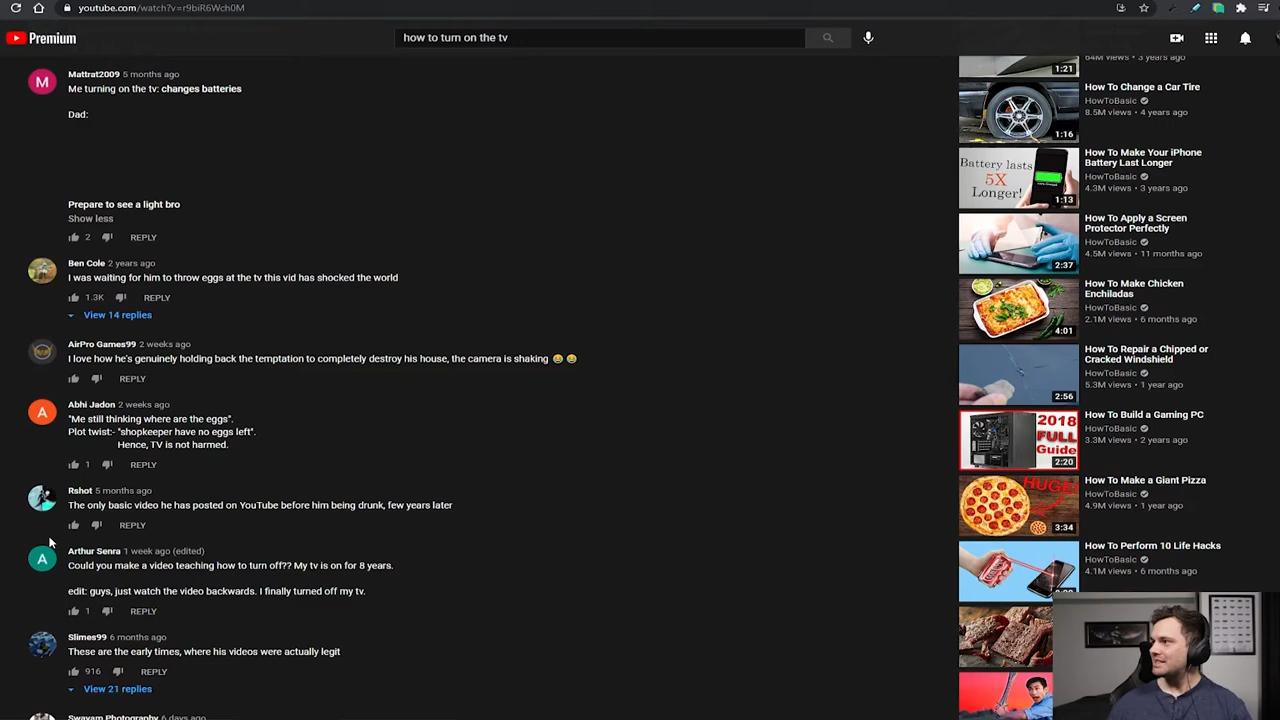 youtube.com/watch?v=r9biR6Wch0M
Premium
how to turn on the tv
Mattrat2009 5 months ago
Me turning on the tv: changes batteries
Dad:
Prepare to see a light bro
Show less
2 REPLY
Ben Cole 2 years ago
I was waiting for him to throw eggs at the tv this vid has shocked the world
1.3K REPLY
View 14 replies
AirPro Games99 2 weeks ago
I love how he's genuinely holding back the temptation to completely destroy his house, the camera is shaking 😂 😂
REPLY
Abhi Jadon 2 weeks ago
"Me still thinking where are the eggs".
Plot twist:- "shopkeeper have no eggs left".
Hence, TV is not harmed.
1 REPLY
Rshot 5 months ago
The only basic video he has posted on YouTube before him being drunk, few years later
REPLY
A
Arthur Senra 1 week ago (edited)
Could you make a video teaching how to turn off?? My tv is on for 8 years.
edit: guys, just watch the video backwards. I finally turned off my tv.
1 REPLY
Slimes99 6 months ago
These are the early times, where his videos were actually legit
916 REPLY
View 21 replies
Swayam Photography 6 days ago
M
A
64M views • 3 years ago
1:21
How To Change a Car Tire
HowToBasic
8.5M views • 4 years ago
1:16
Battery lasts
5X
Longer!
1:13
How To Make Your iPhone
Battery Last Longer
HowToBasic
4.3M views • 3 years ago
How To Apply a Screen
Protector Perfectly
HowToBasic
4.5M views • 11 months ago
2:37
How To Make Chicken
Enchiladas
HowToBasic
2.1M views • 6 months ago
4:01
How To Repair a Chipped or
Cracked Windshield
HowToBasic
5.3M views • 1 year ago
2:56
2018
FULL
Guide
2:20
How To Build a Gaming PC
HowToBasic
3.3M views • 2 years ago
HUGE!
3:34
How To Make a Giant Pizza
HowToBasic
4.9M views • 1 year ago
How To Perform 10 Life Hacks
HowToBasic
4.1M views • 6 months ago